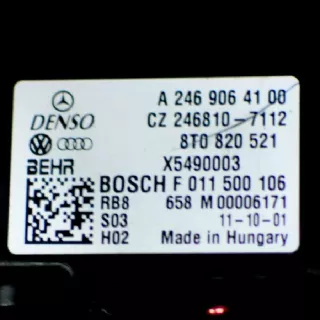 A 246 906 41 00
DENSO CZ 246810-7112
8T0 820 521
BEHR X5490003
BOSCH F 011 500 106
RB8 658 M 00006171
S03 11-10-01
H02 Made in Hungary